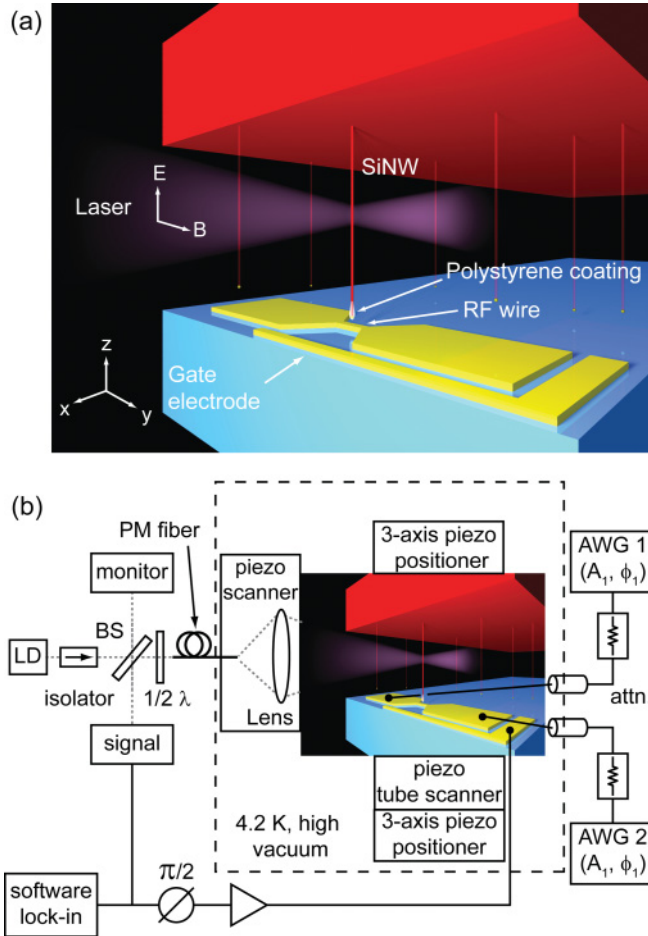 (a)
SiNW
E
Laser
B
Polystyrene coating
RF wire
Gate
electrode
z
x
y
(b)
PM fiber
monitor
piezo
scanner
3-axis piezo
positioner
AWG 1
(A₁, ϕ₁)
BS
LD
isolator
1/2 λ
Lens
attn
signal
piezo
tube scanner
3-axis piezo
positioner
4.2 K, high
vacuum
π/2
software
lock-in
AWG 2
(A₁, ϕ₁)